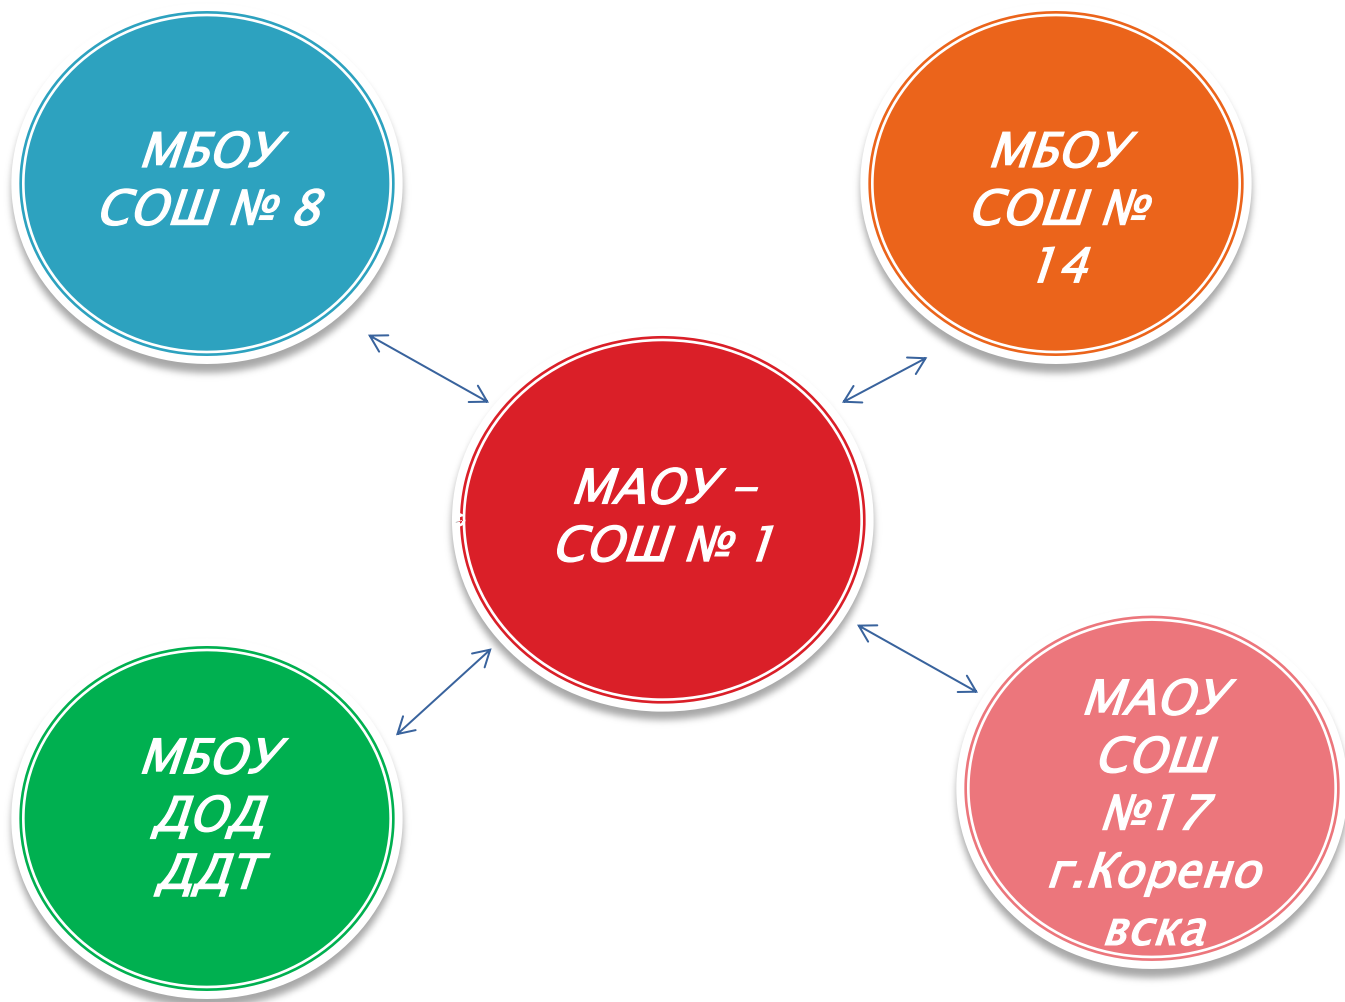 МБОУ
СОШ № 8
МБОУ
СОШ №
14
МАОУ –
СОШ № 1
МБОУ
ДОД
ДДТ
МАОУ
СОШ
№17
г.Корено
вска